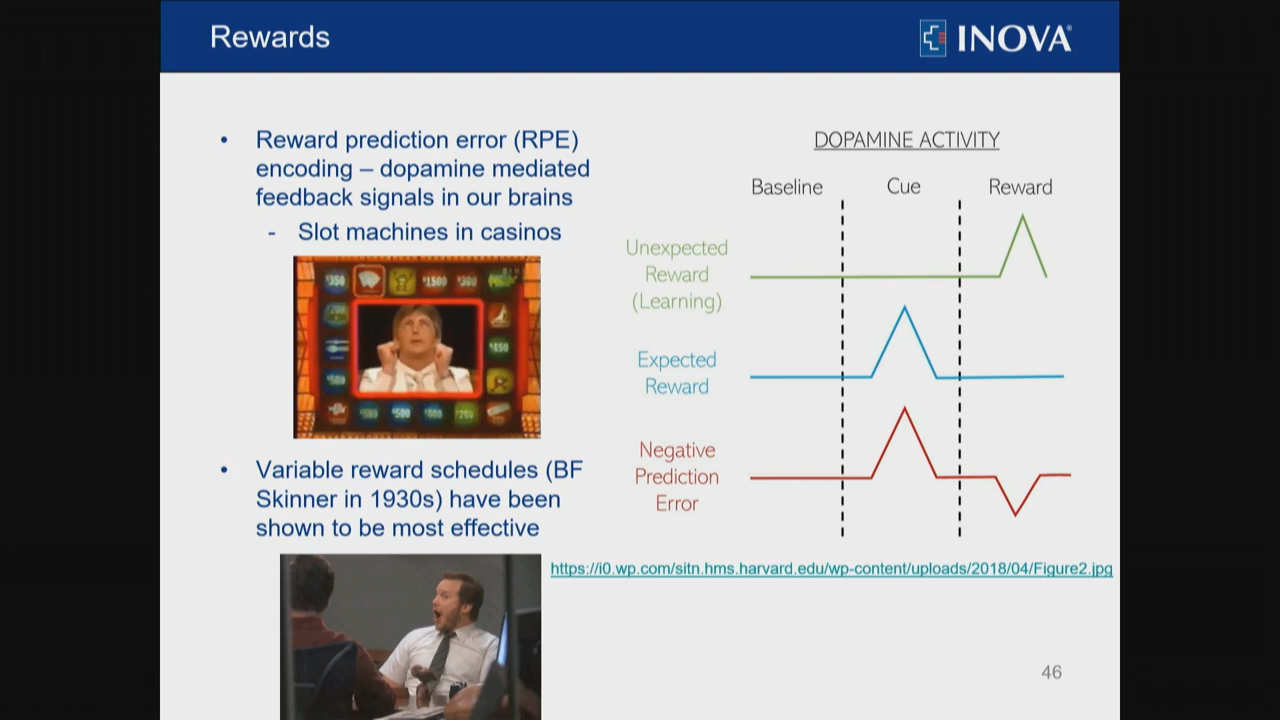 Rewards
INOVA®
• Reward prediction error (RPE)
encoding – dopamine mediated
feedback signals in our brains
- Slot machines in casinos
$1500
• Variable reward schedules (BF
Skinner in 1930s) have been
shown to be most effective
DOPAMINE ACTIVITY
Baseline Cue Reward
Unexpected
Reward
(Learning)
Expected
Reward
Negative
Prediction
Error
https://i0.wp.com/sitn.hms.harvard.edu/wp-content/uploads/2018/04/Figure2.jpg
46